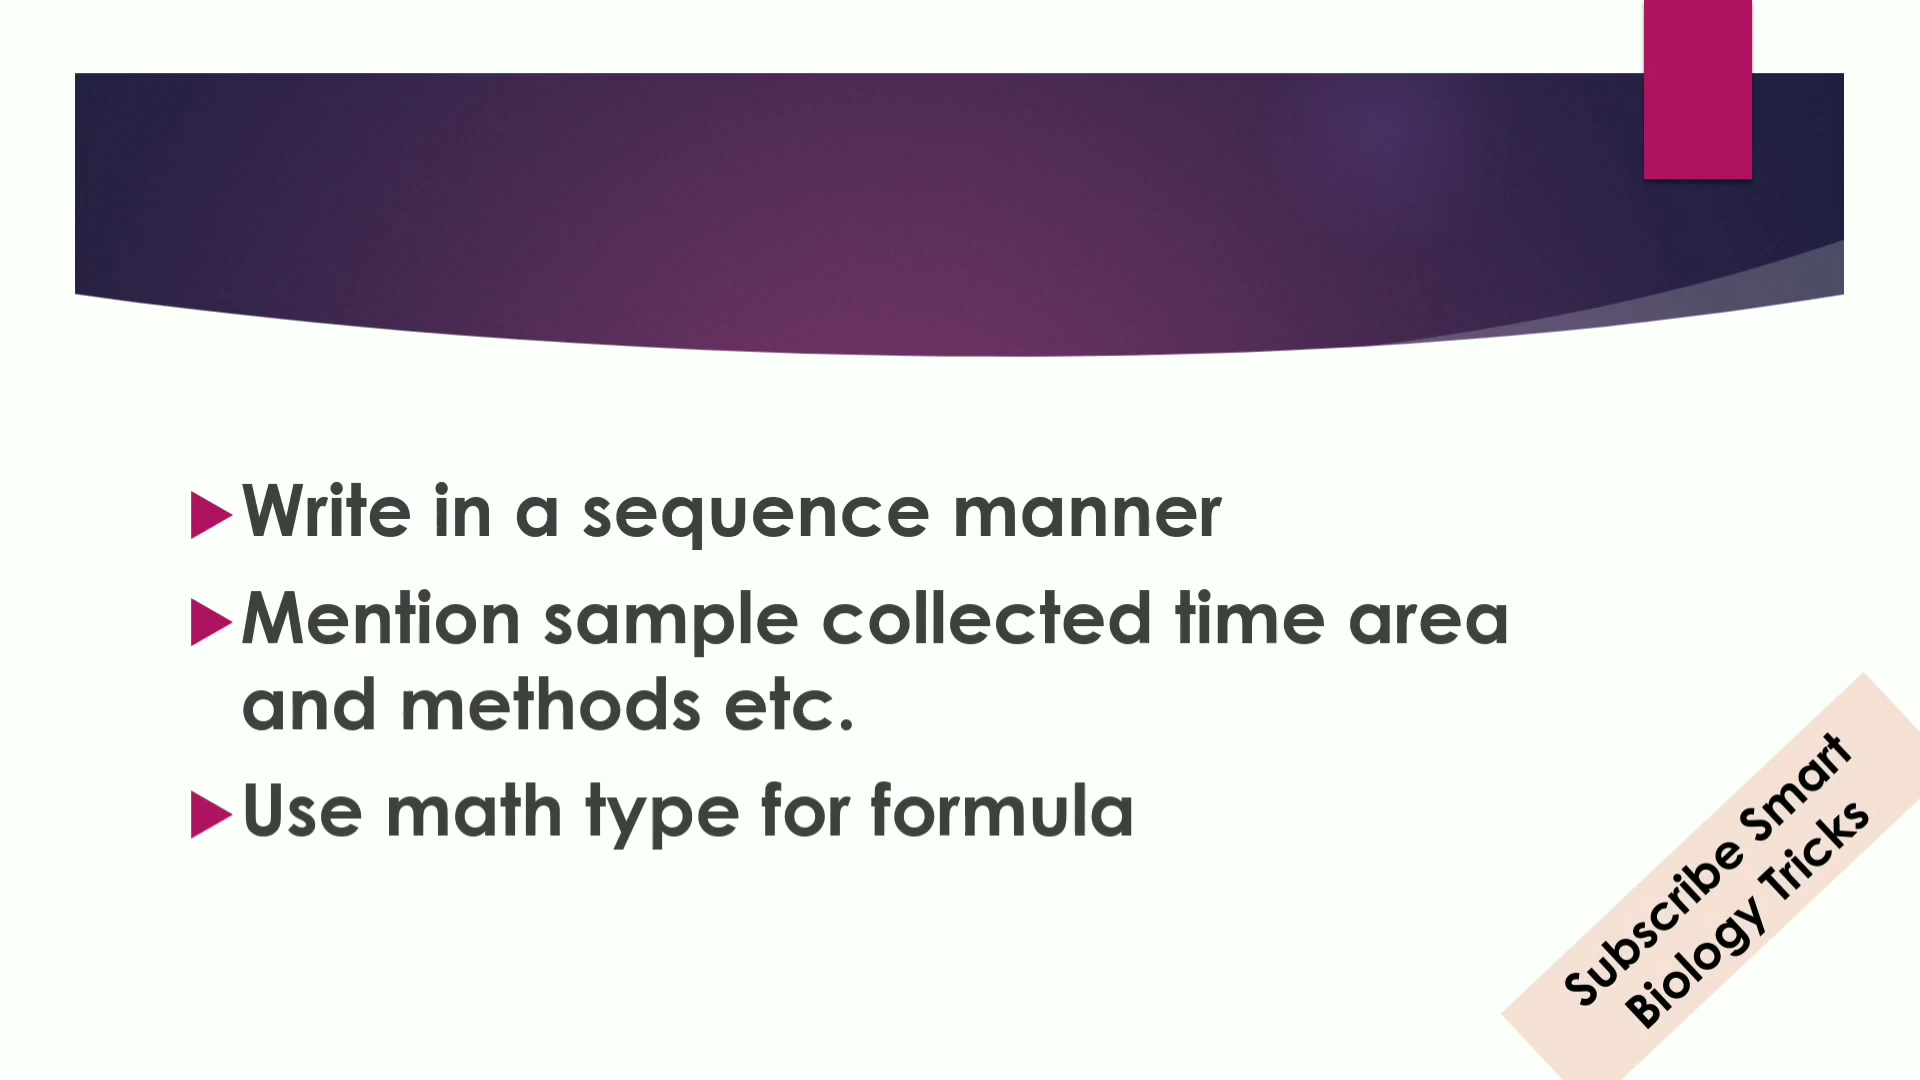 Write in a sequence manner
Mention sample collected time area
and methods etc.
Use math type for formula
Subscribe Smart
Biology Tricks